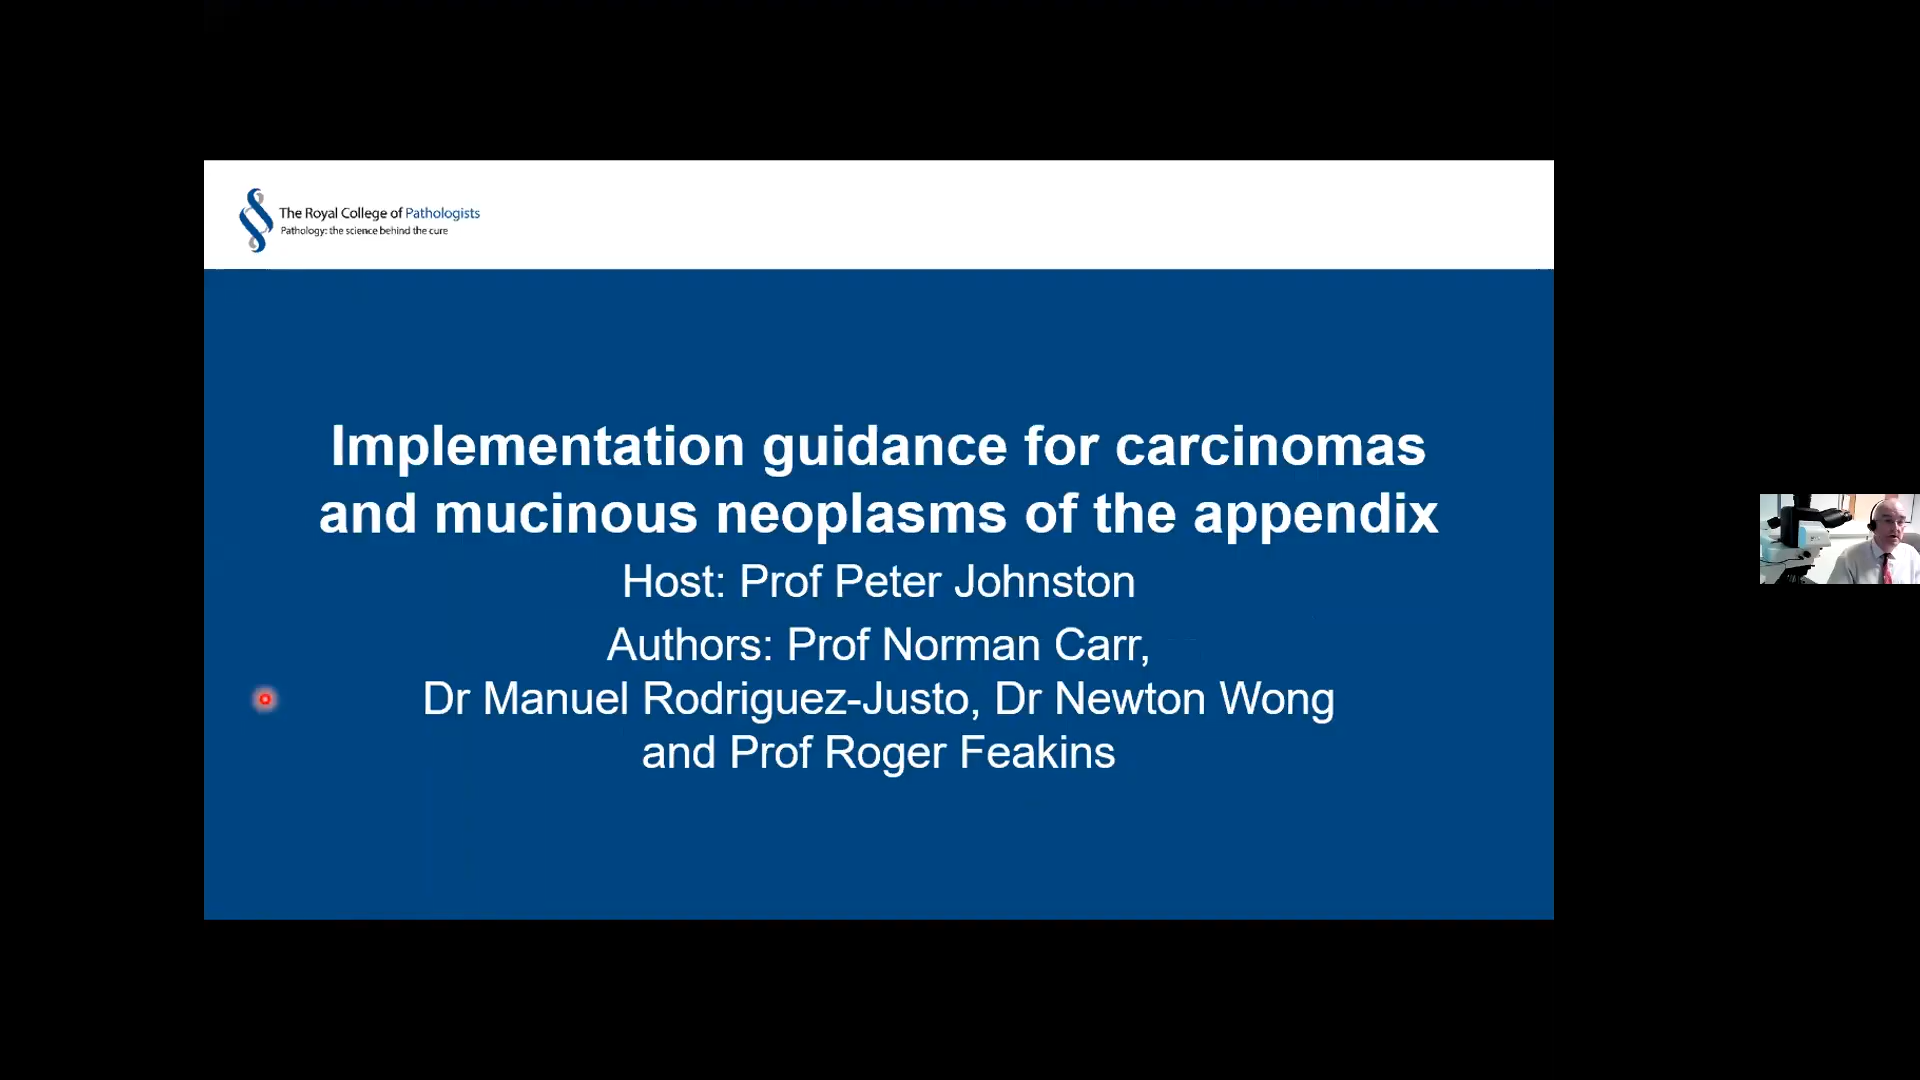 The Royal College of Pathologists
Pathology: the science behind the cure
Implementation guidance for carcinomas
and mucinous neoplasms of the appendix
Host: Prof Peter Johnston
Authors: Prof Norman Carr,
Dr Manuel Rodriguez-Justo, Dr Newton Wong
and Prof Roger Feakins